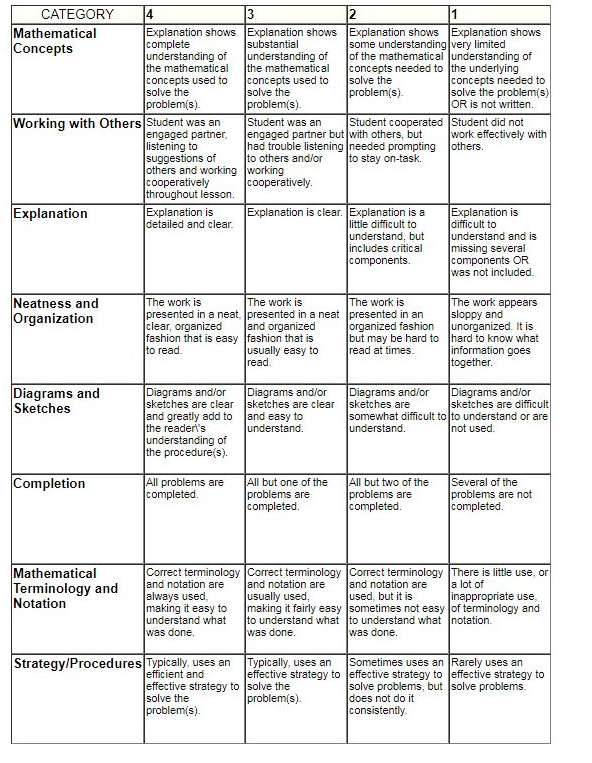 CATEGORY
4
3
2
1
Mathematical
Concepts
Explanation shows
complete
understanding of
the mathematical
concepts used to
solve the
problem(s).
Explanation shows
substantial
understanding of
the mathematical
concepts used to
solve the
problem(s).
Explanation shows
some understanding
of the mathematical
concepts needed to
solve the
problem(s).
Explanation shows
very limited
understanding of
the underlying
concepts needed to
solve the problem(s)
OR is not written.
Working with Others
Student was an
engaged partner,
listening to
suggestions of
others and working
cooperatively
throughout lesson.
Student was an
engaged partner but
had trouble listening
to others and/or
working
cooperatively.
Student cooperated
with others, but
needed prompting
to stay on-task.
Student did not
work effectively with
others.
Explanation
Explanation is
detailed and clear.
Explanation is clear.
Explanation is a
little difficult to
understand, but
includes critical
components.
Explanation is
difficult to
understand and is
missing several
components OR
was not included.
Neatness and
Organization
The work is
presented in a neat,
clear, organized
fashion that is easy
to read.
The work is
presented in a neat
and organized
fashion that is
usually easy to
read.
The work is
presented in an
organized fashion
but may be hard to
read at times.
The work appears
sloppy and
unorganized. It is
hard to know what
information goes
together.
Diagrams and
Sketches
Diagrams and/or
sketches are clear
and greatly add to
the reader\'s
understanding of
the procedure(s).
Diagrams and/or
sketches are clear
and easy to
understand.
Diagrams and/or
sketches are
somewhat difficult to
understand.
Diagrams and/or
sketches are difficult
to understand or are
not used.
Completion
All problems are
completed.
All but one of the
problems are
completed.
All but two of the
problems are
completed.
Several of the
problems are not
completed.
Mathematical
Terminology and
Notation
Correct terminology
and notation are
always used,
making it easy to
understand what
was done.
Correct terminology
and notation are
usually used,
making it fairly easy
to understand what
was done.
Correct terminology
and notation are
used, but it is
sometimes not easy
to understand what
was done.
There is little use, or
a lot of
inappropriate use,
of terminology and
notation.
Strategy/Procedures
Typically, uses an
efficient and
effective strategy to
solve the
problem(s).
Typically, uses an
effective strategy to
solve the
problem(s).
Sometimes uses an
effective strategy to
solve problems, but
does not do it
consistently.
Rarely uses an
effective strategy to
solve problems.